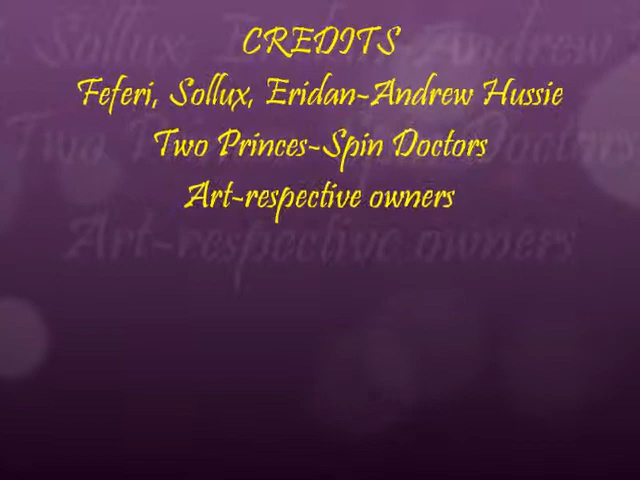 CREDITS
Feferi, Sollux, Eridan~Andrew Hussie
Two Princes~Spin Doctors
Art-respective owners